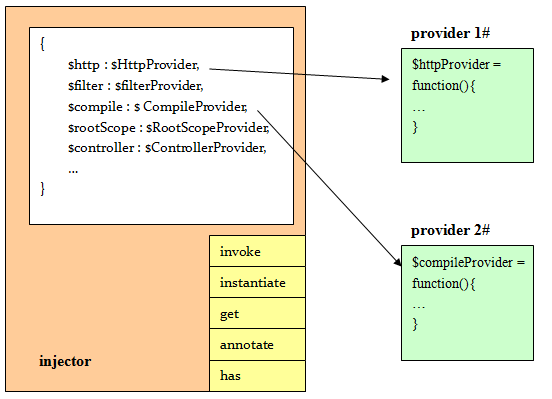 {
$http : $HttpProvider,
$filter : $filterProvider,
$compile : $ CompileProvider,
$rootScope : $RootScopeProvider,
$controller : $ControllerProvider,
...
}
invoke
instantiate
get
annotate
has
injector
provider 1#
$httpProvider =
function(){
...
}
provider 2#
$compileProvider =
function(){
...
}